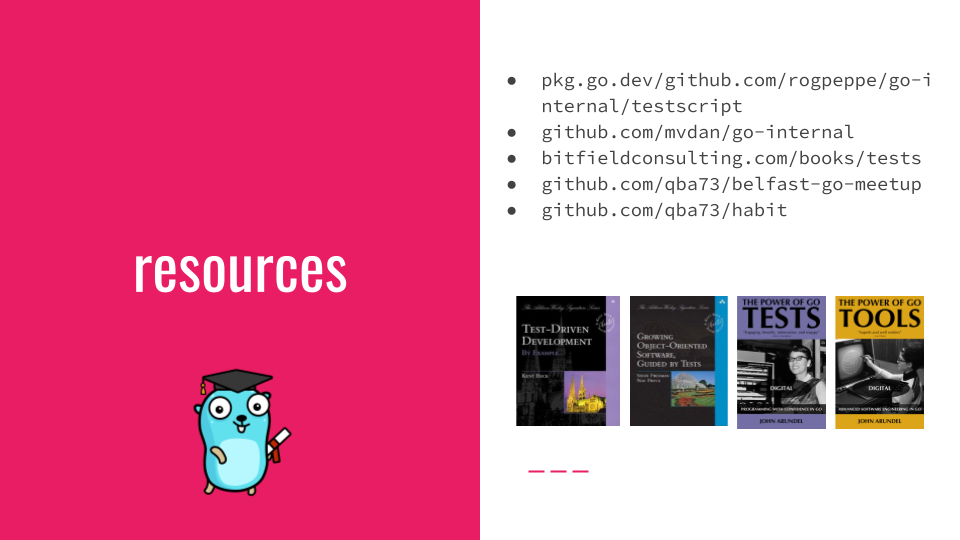 resources
● pkg.go.dev/github.com/rogpeppe/go-i
nternal/testscript
● github.com/mvdan/go-internal
● bitfieldconsulting.com/books/tests
● github.com/qba73/belfast-go-meetup
● github.com/qba73/habit
The Addison-Wesley Signature Series
TEST-DRIVEN
DEVELOPMENT
BY EXAMPLE
KENT BECK
The Addison-Wesley Signature Series
GROWING
OBJECT-ORIENTED
SOFTWARE,
GUIDED BY TESTS
STEVE FREEMAN
NAT PRYCE
THE POWER OF GO
TESTS
DIGITAL
PROGRAMMING WITH CONFIDENCE IN GO
JOHN ARUNDEL
THE POWER OF GO
TOOLS
DIGITAL
ADVANCED SOFTWARE ENGINEERING IN GO
JOHN ARUNDEL